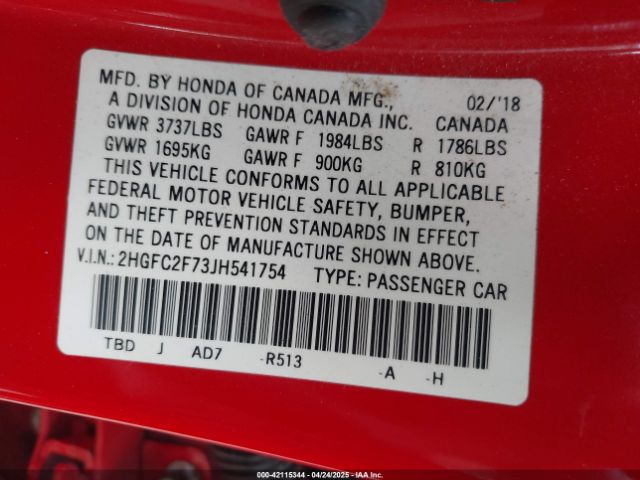 MFD. BY HONDA OF CANADA MFG., 02/'18
A DIVISION OF HONDA CANADA INC. CANADA
GVWR 3737LBS GAWR F 1984LBS R 1786LBS
GVWR 1695KG GAWR F 900KG R 810KG
THIS VEHICLE CONFORMS TO ALL APPLICABLE
FEDERAL MOTOR VEHICLE SAFETY, BUMPER,
AND THEFT PREVENTION STANDARDS IN EFFECT
ON THE DATE OF MANUFACTURE SHOWN ABOVE.
V.I.N.: 2HGFC2F73JH541754 TYPE: PASSENGER CAR
TBD J AD7 -R513 -A -H
000-42115344 - 04/24/2025 - IAAI.COM